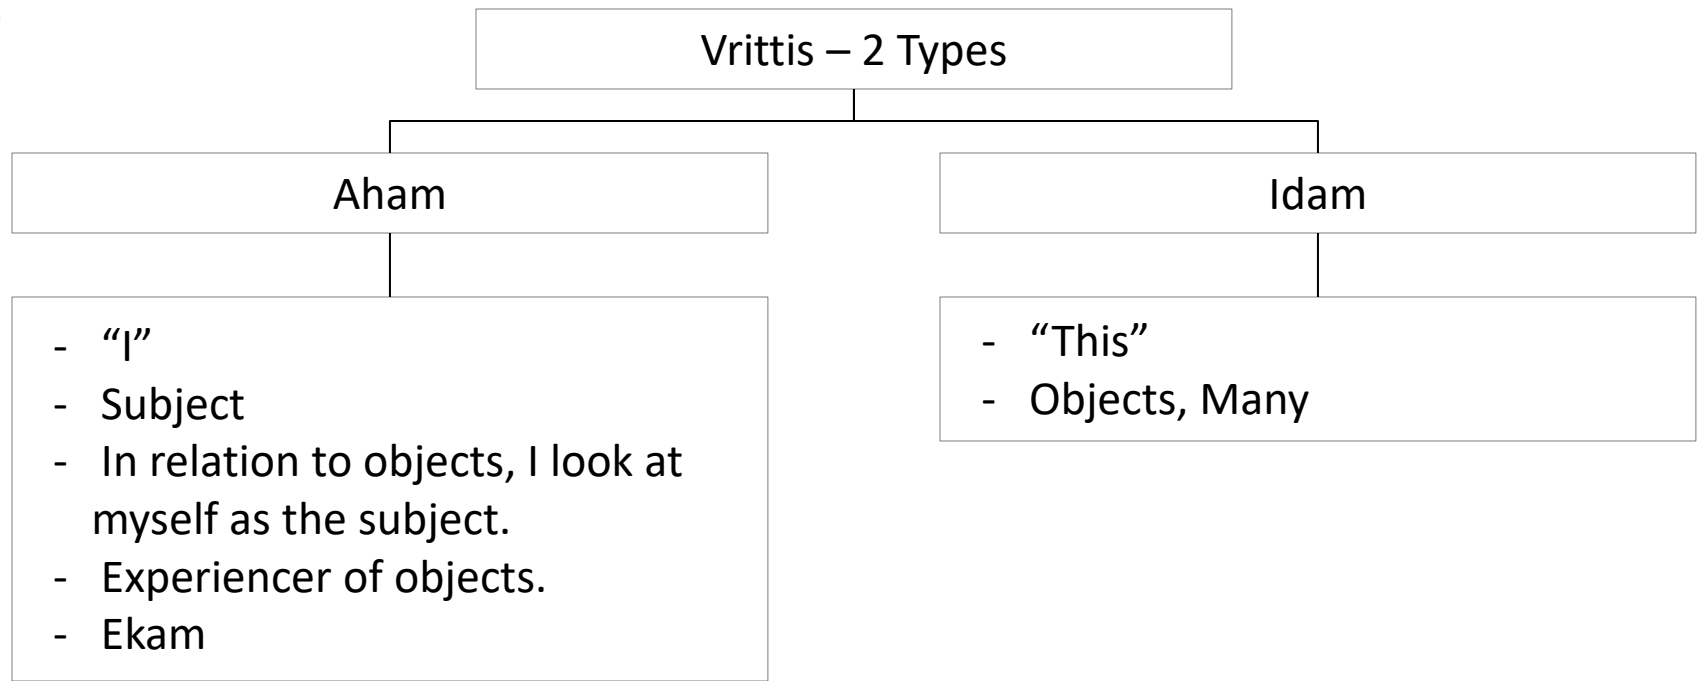 Vrittis – 2 Types
Aham
Idam
- “I”
- Subject
- In relation to objects, I look at
myself as the subject.
- Experiencer of objects.
- Ekam
- “This”
- Objects, Many